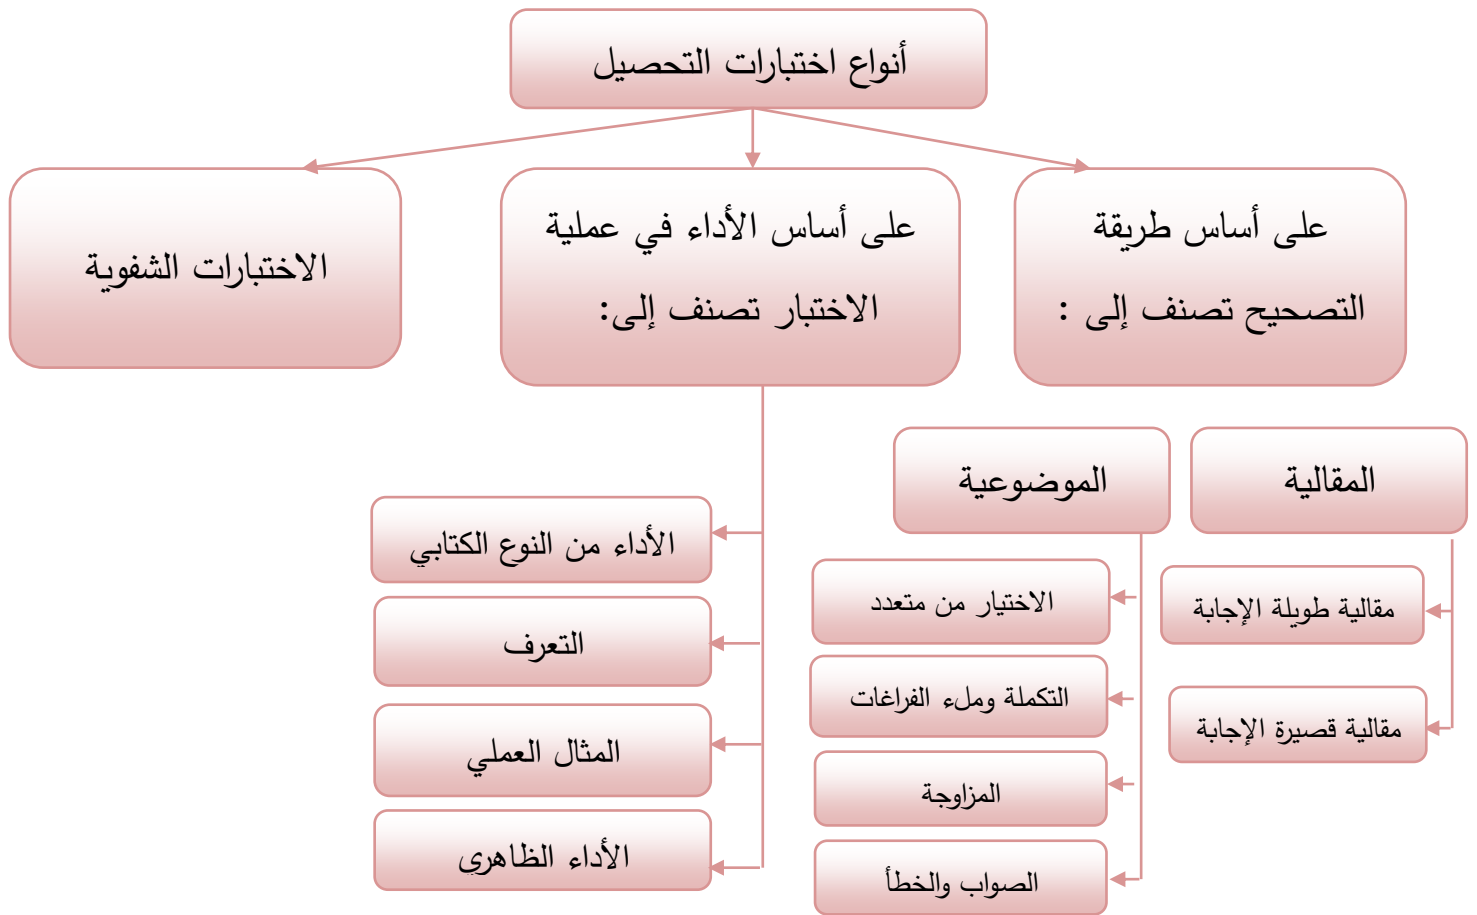 أنواع اختبارات التحصيل
على أساس طريقة
التصحيح تصنف إلى :
على أساس الأداء في عملية
الاختبار تصنف إلى:
الاختبارات الشفوية
المقالية
مقالية طويلة الإجابة
مقالية قصيرة الإجابة
الموضوعية
الاختيار من متعدد
التكملة وملء الفراغات
المزاوجة
الصواب والخطأ
الأداء من النوع الكتابي
التعرف
المثال العملي
الأداء الظاهري